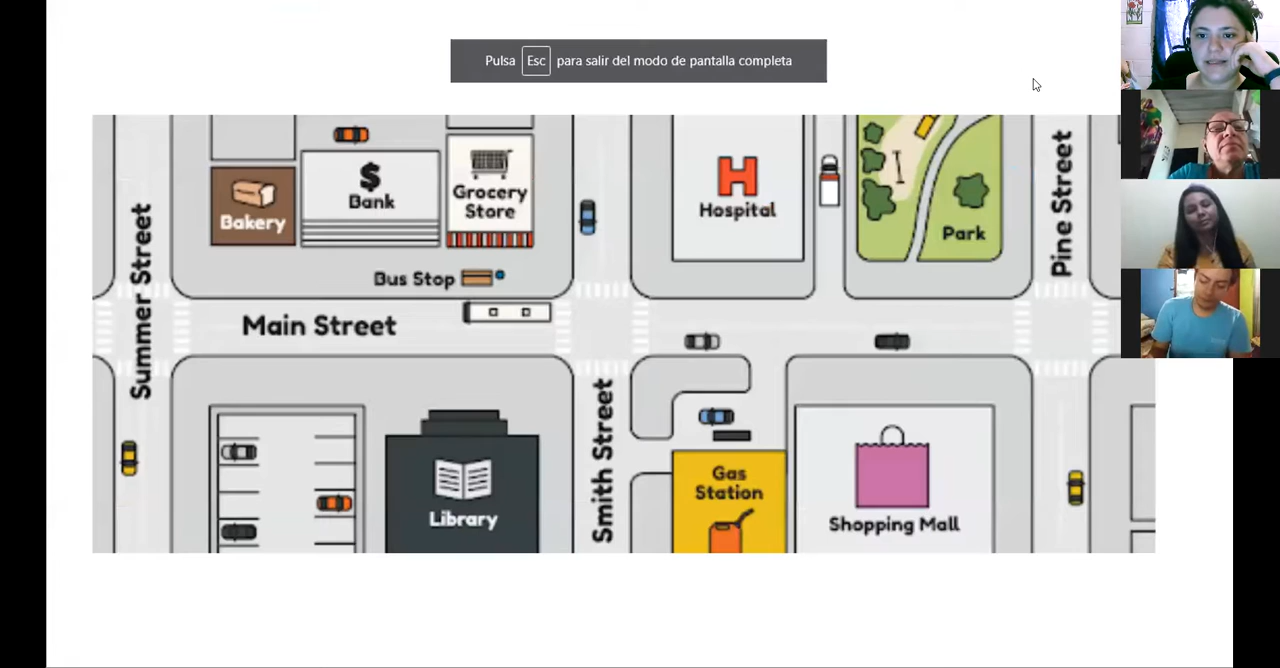 Pulsa Esc para salir del modo de pantalla completa
Bakery
$
Bank
Grocery
Store
H
Hospital
Park
Pine Street
Summer Street
Bus Stop
Main Street
Smith Street
Library
Gas
Station
Shopping Mall